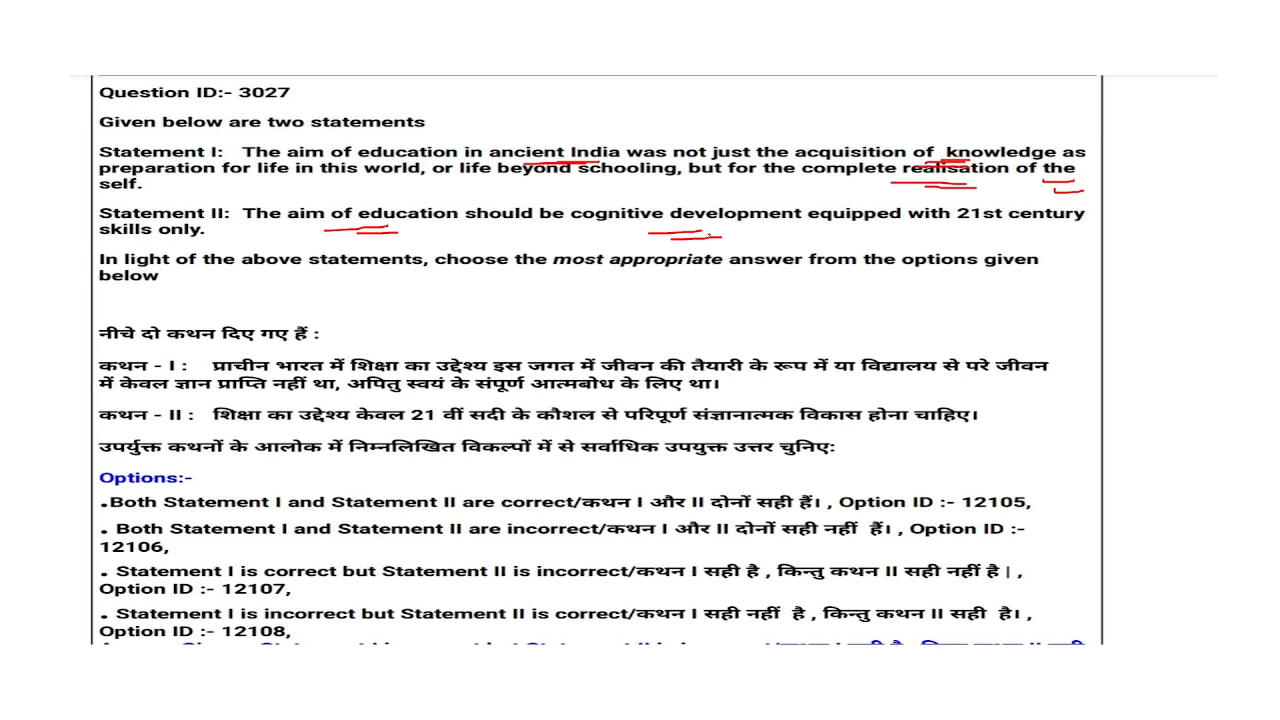 Question ID:- 3027
Given below are two statements
Statement I: The aim of education in ancient India was not just the acquisition of knowledge as
preparation for life in this world, or life beyond schooling, but for the complete realisation of the
self.
Statement II: The aim of education should be cognitive development equipped with 21st century
skills only.
In light of the above statements, choose the most appropriate answer from the options given
below
नीचे दो कथन दिए गए हैं :
कथन - I : प्राचीन भारत में शिक्षा का उद्देश्य इस जगत में जीवन की तैयारी के रूप में या विद्यालय से परे जीवन
में केवल ज्ञान प्राप्ति नहीं था, अपितु स्वयं के संपूर्ण आत्मबोध के लिए था।
कथन - II : शिक्षा का उद्देश्य केवल 21 वीं सदी के कौशल से परिपूर्ण संज्ञानात्मक विकास होना चाहिए।
उपर्युक्त कथनों के आलोक में निम्नलिखित विकल्पों में से सर्वाधिक उपयुक्त उत्तर चुनिए:
Options:-
.Both Statement I and Statement II are correct/कथन I और II दोनों सही हैं। , Option ID :- 12105,
. Both Statement I and Statement II are incorrect/कथन I और II दोनों सही नहीं हैं। , Option ID :-
12106,
. Statement I is correct but Statement II is incorrect/कथन I सही है , किन्तु कथन II सही नहीं है | ,
Option ID :- 12107,
. Statement I is incorrect but Statement II is correct/कथन I सही नहीं है , किन्तु कथन II सही है। ,
Option ID :- 12108,